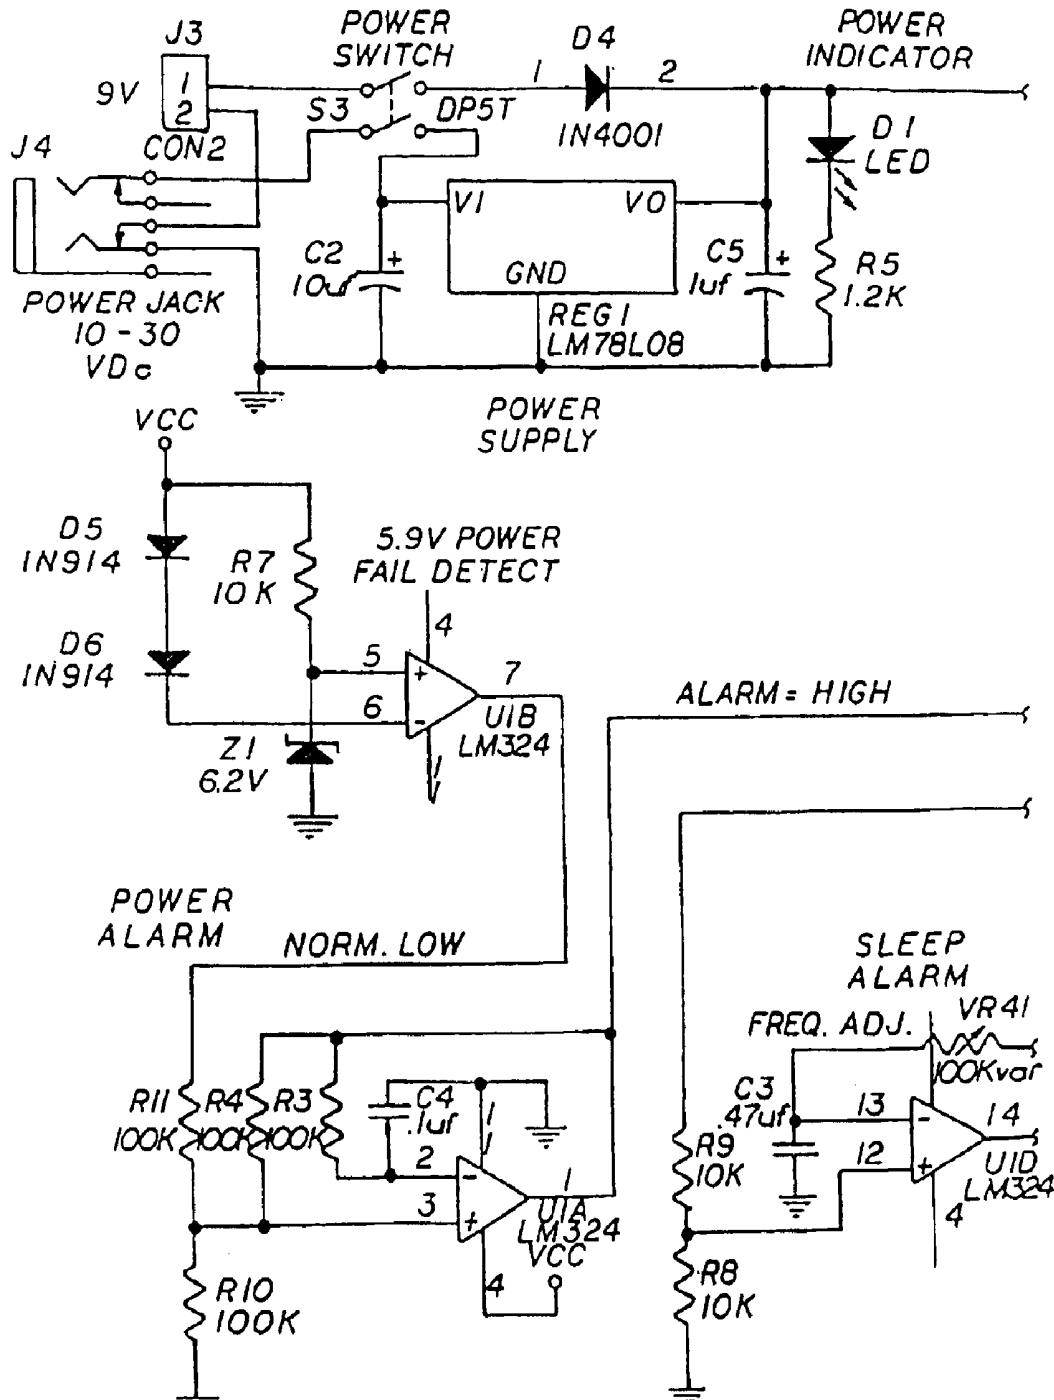 J3
POWER
SWITCH
D4
POWER
INDICATOR
9V
1
2
1
2
S3
DP5T
1N4001
D1
LED
J4
CON2
VI
VO
C2
10uf
+
GND
C5
1uf
+
R5
1.2K
POWER JACK
10-30
VDc
REG1
LM78L08
POWER
SUPPLY
VCC
D5
1N914
R7
10K
5.9V POWER
FAIL DETECT
4
D6
1N914
5
+
7
6
-
U1B
LM324
ALARM = HIGH
Z1
6.2V
11
POWER
ALARM
NORM. LOW
SLEEP
ALARM
VR41
FREQ. ADJ.
100Kvar
R11
100K
R4
100K
R3
100K
C4
.1uf
11
C3
.47uf
13
-
14
2
-
1
12
+
U1D
LM324
R9
10K
3
+
U1A
LM324
VCC
4
4
R10
100K
R8
10K